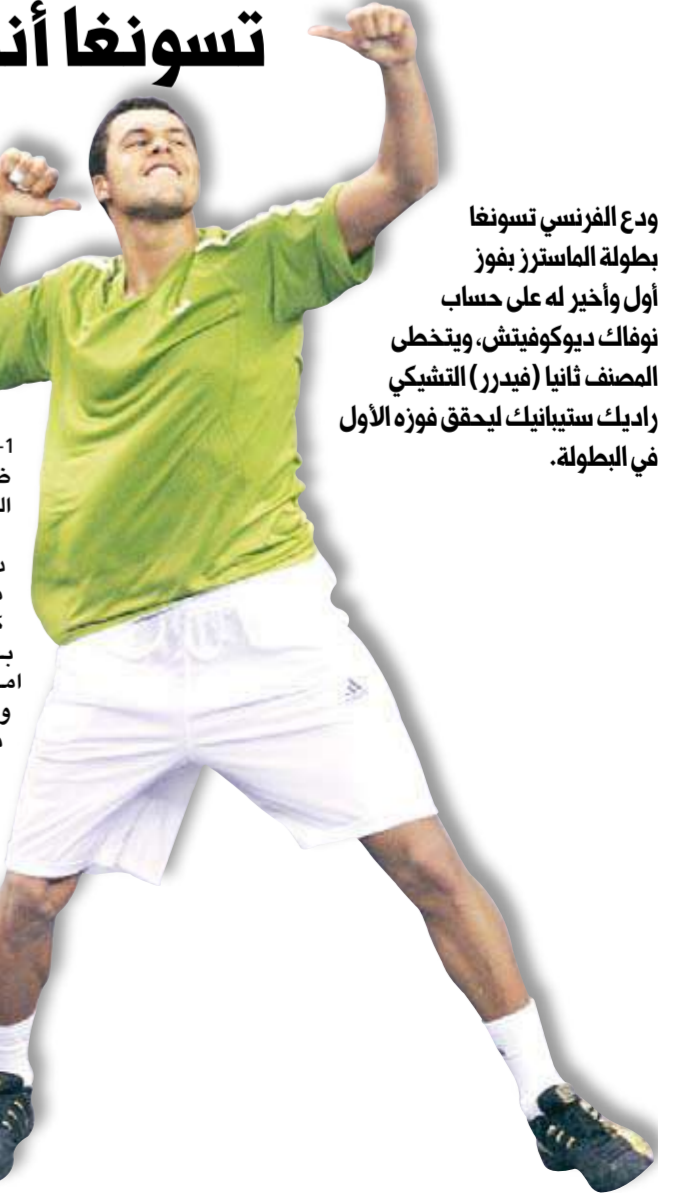 تسونغا أن
ودع الفرنسي تسونغا
بطولة الماسترز بفوز
أول وأخير له على حساب
نوفاك ديوكوفيتش، ويتخطى
المصنف ثانيا (فيدرر) التشيكي
راديك ستيبانيك ليحقق فوزه الأول
في البطولة.
1-